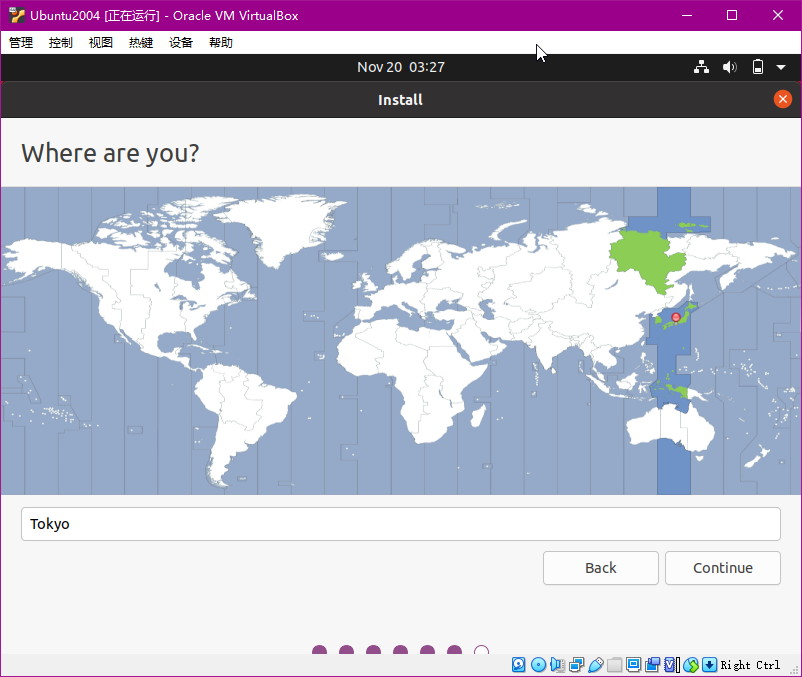 Ubuntu2004 [正在运行] - Oracle VM VirtualBox
管理 控制 视图 热键 设备 帮助
Nov 20 03:27
Install
Where are you?
Tokyo
Back Continue
Right Ctrl